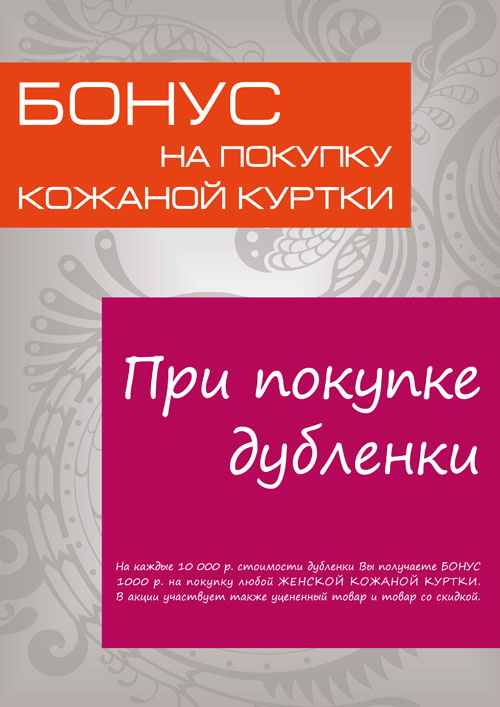 БОНУС
НА ПОКУПКУ
КОЖАНОЙ КУРТКИ
При покупке
дубленки
На каждые 10 000 р. стоимости дубленки Вы получаете БОНУС
1000 р. на покупку любой ЖЕНСКОЙ КОЖАНОЙ КУРТКИ.
В акции участвует также уцененный товар и товар со скидкой.